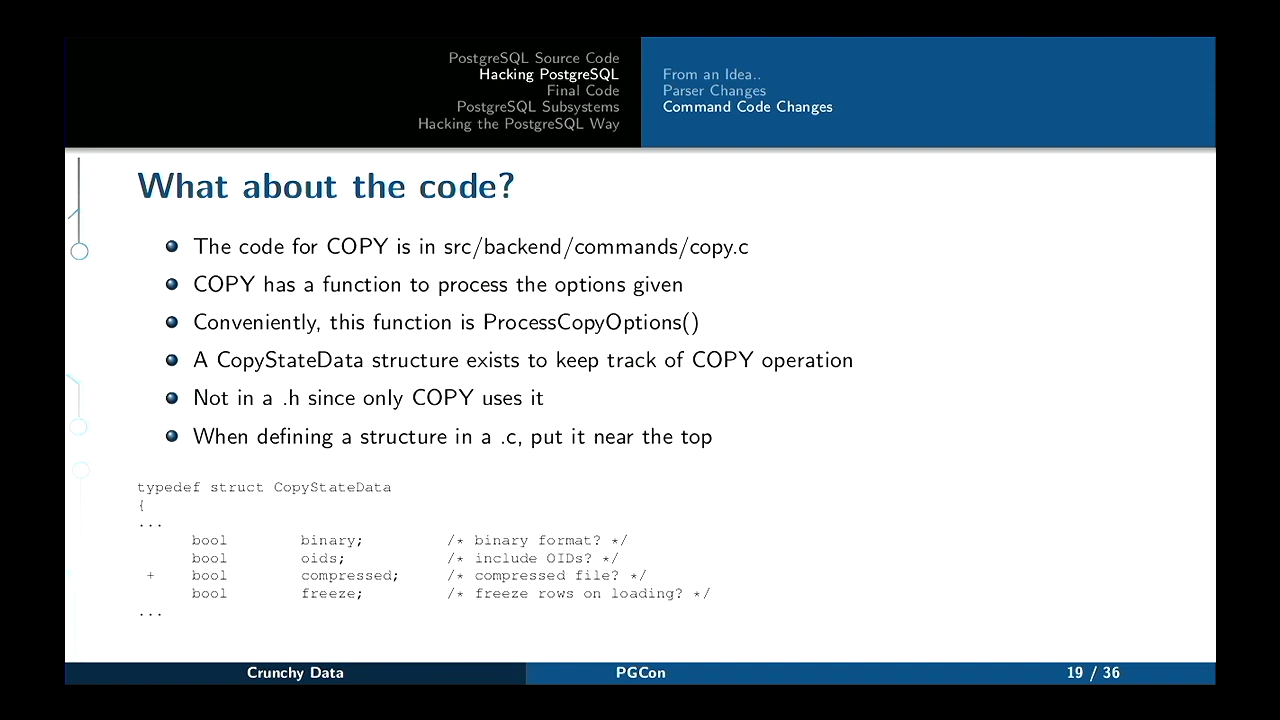 PostgreSQL Source Code
Hacking PostgreSQL
Final Code
PostgreSQL Subsystems
Hacking the PostgreSQL Way
From an Idea..
Parser Changes
Command Code Changes
What about the code?
The code for COPY is in src/backend/commands/copy.c
COPY has a function to process the options given
Conveniently, this function is ProcessCopyOptions()
A CopyStateData structure exists to keep track of COPY operation
Not in a .h since only COPY uses it
When defining a structure in a .c, put it near the top
typedef struct CopyStateData
{
...
bool binary; /* binary format? */
bool oids; /* include OIDs? */
+ bool compressed; /* compressed file? */
bool freeze; /* freeze rows on loading? */
...
Crunchy Data
PGCon
19 / 36